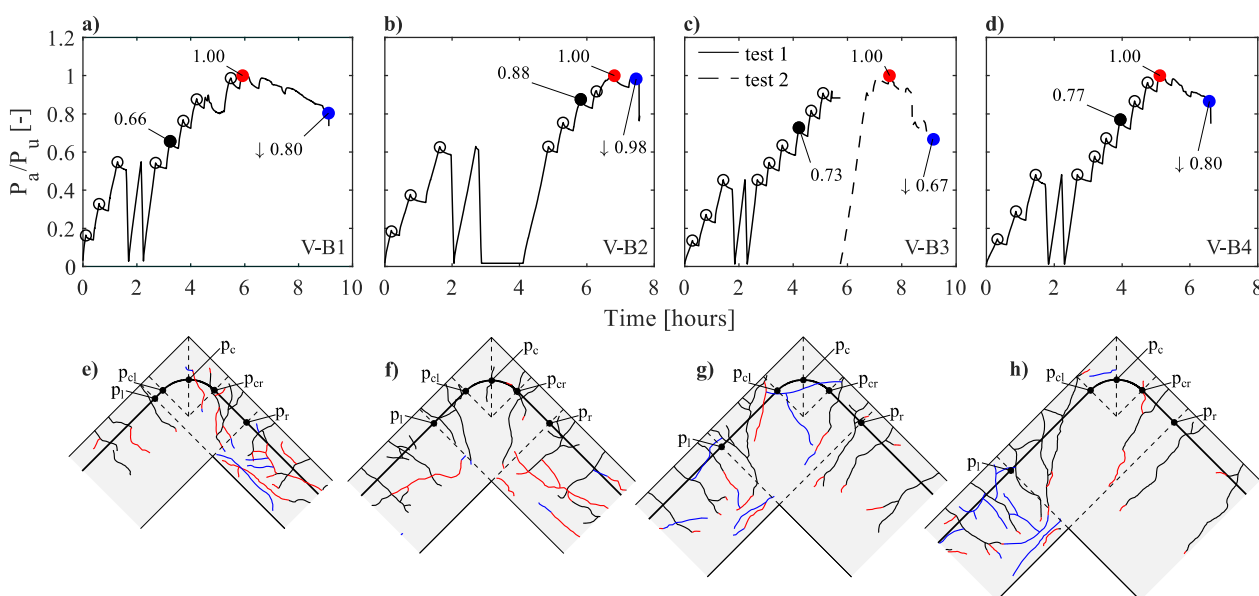 a)
b)
c)
d)
P_a/P_u [-]
1.2
1
0.8
0.6
0.4
0.2
0
1.00
0.66
↓ 0.80
V-B1
0 2 4 6 8 10
1.00
0.88
↓ 0.98
V-B2
0 2 4 6 8
test 1
test 2
1.00
0.73
↓ 0.67
V-B3
0 2 4 6 8 10
1.00
0.77
↓ 0.80
V-B4
0 2 4 6 8
Time [hours]
e)
p_c
p_cl
p_cr
p_l
p_r
f)
p_c
p_cl
p_cr
p_l
p_r
g)
p_c
p_cl
p_cr
p_l
p_r
h)
p_c
p_cl
p_cr
p_r
p_l